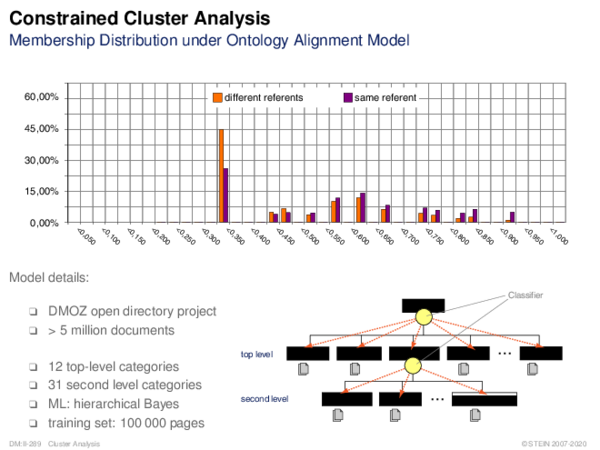 Constrained Cluster Analysis
Membership Distribution under Ontology Alignment Model
60,00%
different referents
same referent
45,00%
30,00%
15,00%
0,00%
<0,050
<0,100
<0,150
<0,200
<0,250
<0,300
<0,350
<0,400
<0,450
<0,500
<0,550
<0,600
<0,650
<0,700
<0,750
<0,800
<0,850
<0,900
<0,950
<1,000
Model details:
❑ DMOZ open directory project
❑ > 5 million documents
❑ 12 top-level categories
❑ 31 second level categories
❑ ML: hierarchical Bayes
❑ training set: 100 000 pages
Classifier
top level
...
second level
...
DM:II-289 Cluster Analysis
© STEIN 2007-2020